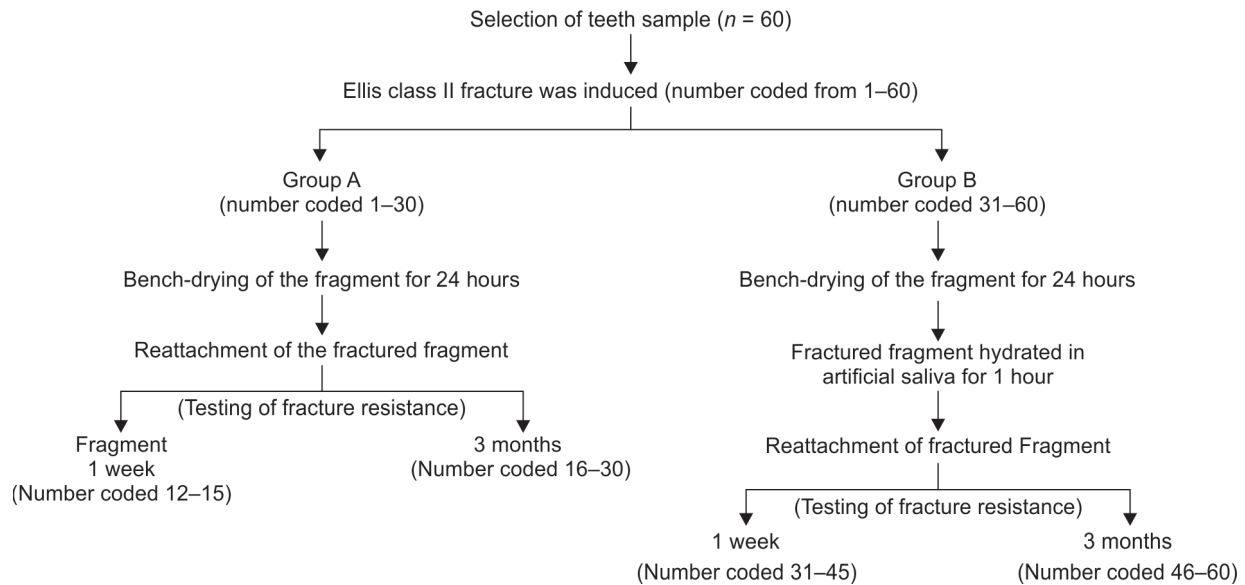 Selection of teeth sample (n = 60)
Ellis class II fracture was induced (number coded from 1–60)
Group A
(number coded 1–30)
Bench-drying of the fragment for 24 hours
Reattachment of the fractured fragment
(Testing of fracture resistance)
Fragment
1 week
(Number coded 12–15)
3 months
(Number coded 16–30)
Group B
(number coded 31–60)
Bench-drying of the fragment for 24 hours
Fractured fragment hydrated in
artificial saliva for 1 hour
Reattachment of fractured Fragment
(Testing of fracture resistance)
1 week
(Number coded 31–45)
3 months
(Number coded 46–60)